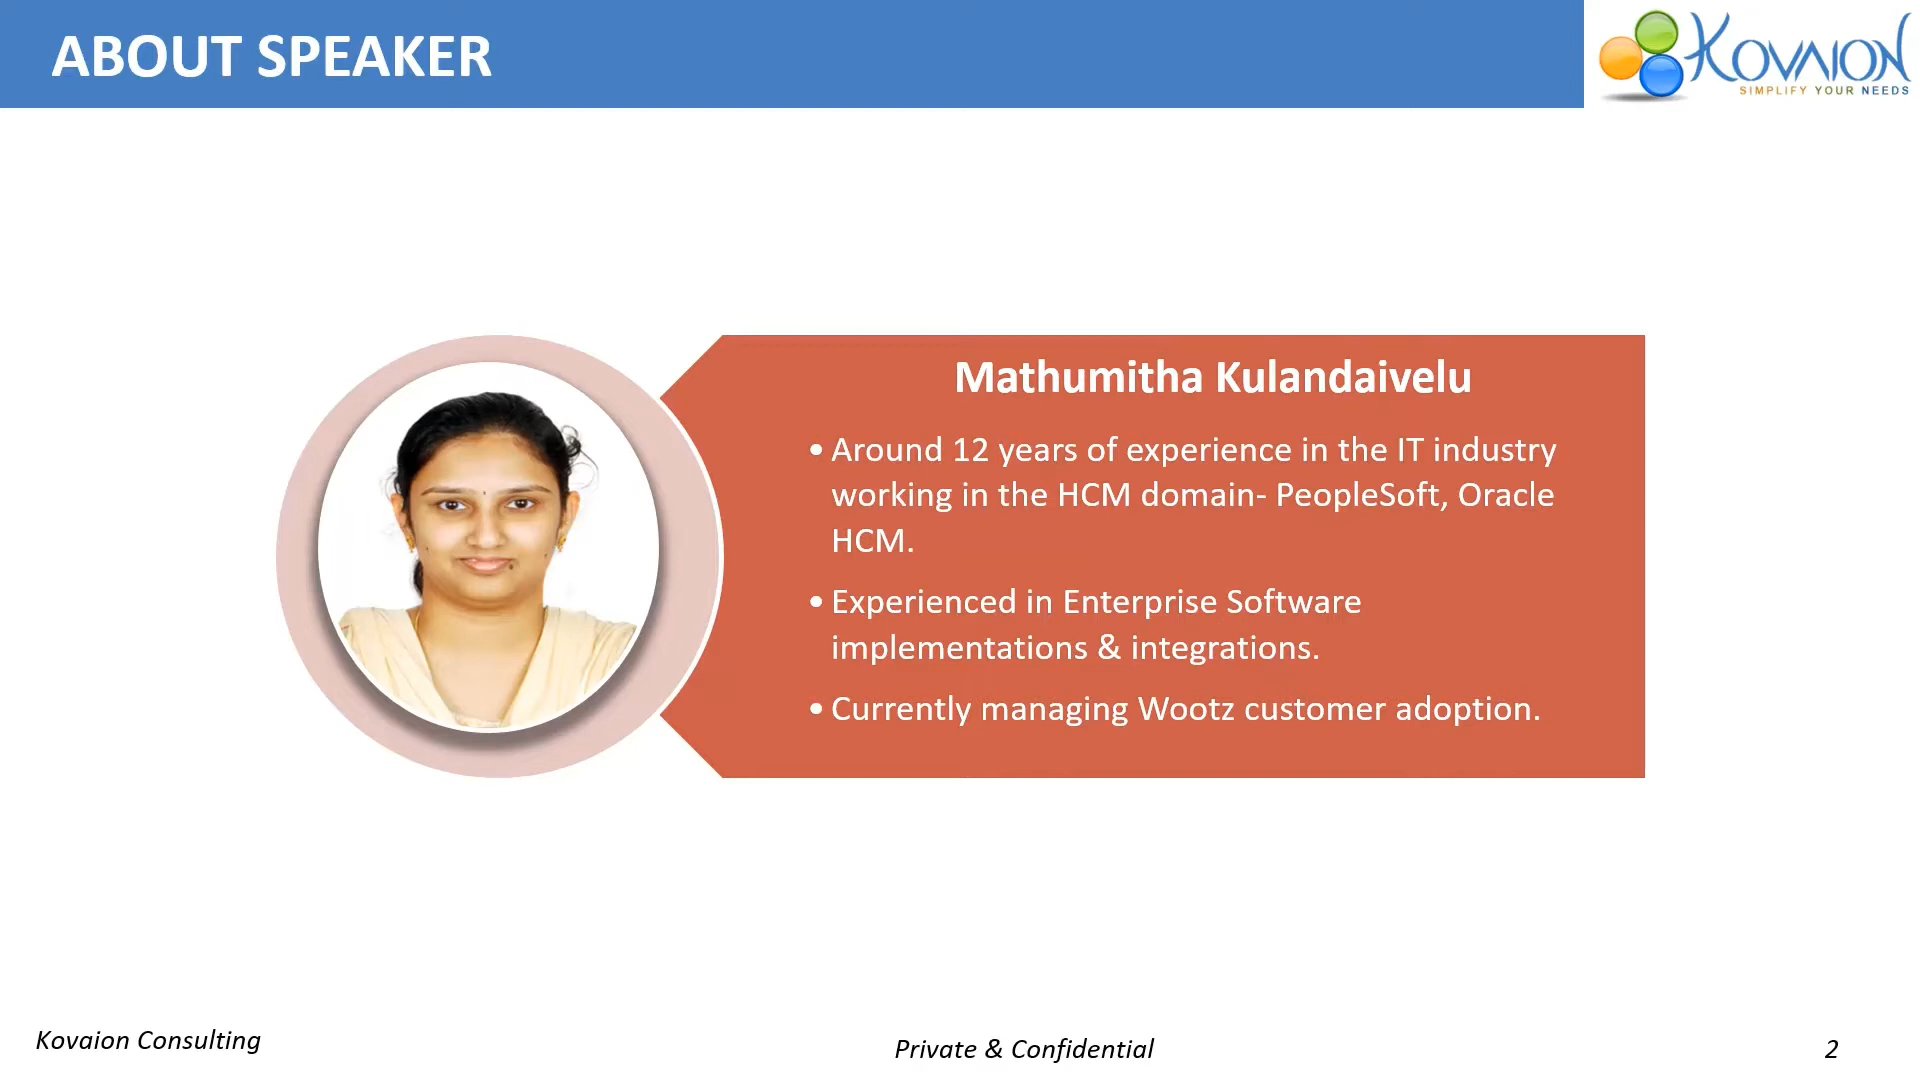 ABOUT SPEAKER
KOVAION
SIMPLIFY YOUR NEEDS
Mathumitha Kulandaivelu
• Around 12 years of experience in the IT industry
working in the HCM domain- PeopleSoft, Oracle
HCM.
• Experienced in Enterprise Software
implementations & integrations.
• Currently managing Wootz customer adoption.
Kovaion Consulting
Private & Confidential
2